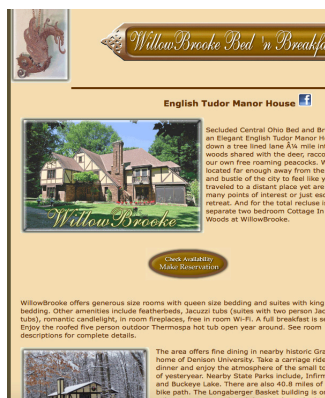 WillowBrooke Bed 'n Breakfa
English Tudor Manor House f
Secluded Central Ohio Bed and Br
an Elegant English Tudor Manor H
down a tree lined lane Â¼ mile int
woods shared with the deer, racco
our own free roaming peacocks. W
located far enough away from the
and bustle of the city to feel like y
traveled to a distant place yet are
many points of interest or just esc
retreat. And for the total recluse i
separate two bedroom Cottage In
Woods at WillowBrooke.
WillowBrooke
Check Availability
Make Reservation
WillowBrooke offers generous size rooms with queen size bedding and suites with king
bedding. Other amenities include featherbeds, Jacuzzi tubs (suites with two person Jac
tubs), romantic candlelight, in room fireplaces, free in room Wi-Fi. A full breakfast is se
Enjoy the roofed five person outdoor Thermospa hot tub open year around. See room
descriptions for complete details.
The area offers fine dining in nearby historic Gra
home of Denison University. Take a carriage ride
dinner and enjoy the atmosphere of the small to
of yesteryear. Nearby State Parks include, Infirm
and Buckeye Lake. There are also 40.8 miles of
bike path. The Longaberger Basket building is o